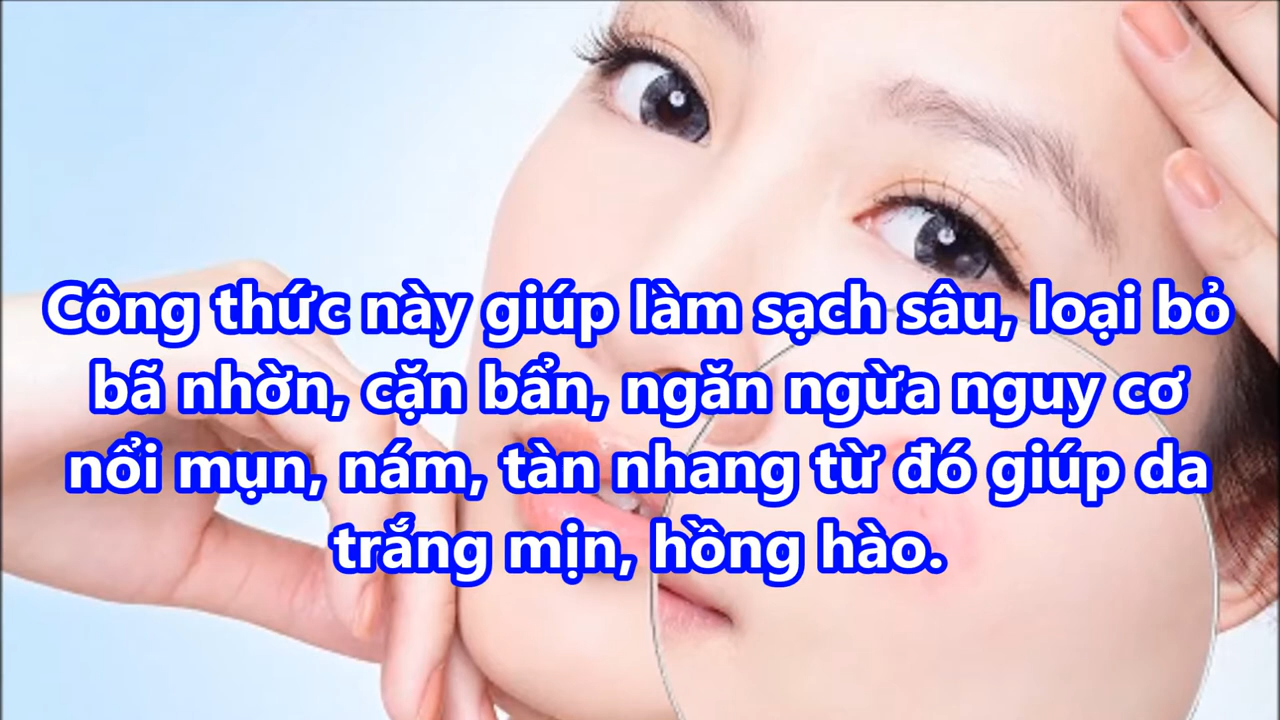 Công thức này giúp làm sạch sâu, loại bỏ
bã nhờn, cặn bẩn, ngăn ngừa nguy cơ
nổi mụn, nám, tàn nhang từ đó giúp da
trắng mịn, hồng hào.